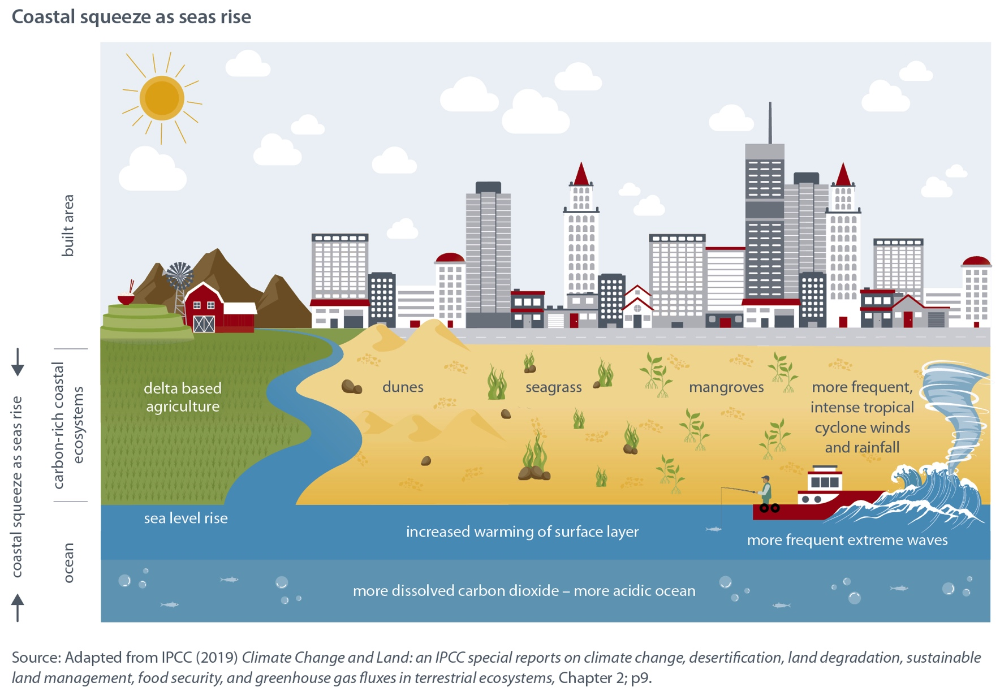 Coastal squeeze as seas rise
built area
carbon-rich coastal
ecosystems
ocean
coastal squeeze as seas rise
delta based
agriculture
dunes
seagrass
mangroves
more frequent,
intense tropical
cyclone winds
and rainfall
sea level rise
increased warming of surface layer
more frequent extreme waves
more dissolved carbon dioxide – more acidic ocean
Source: Adapted from IPCC (2019) Climate Change and Land: an IPCC special reports on climate change, desertification, land degradation, sustainable
land management, food security, and greenhouse gas fluxes in terrestrial ecosystems, Chapter 2; p9.